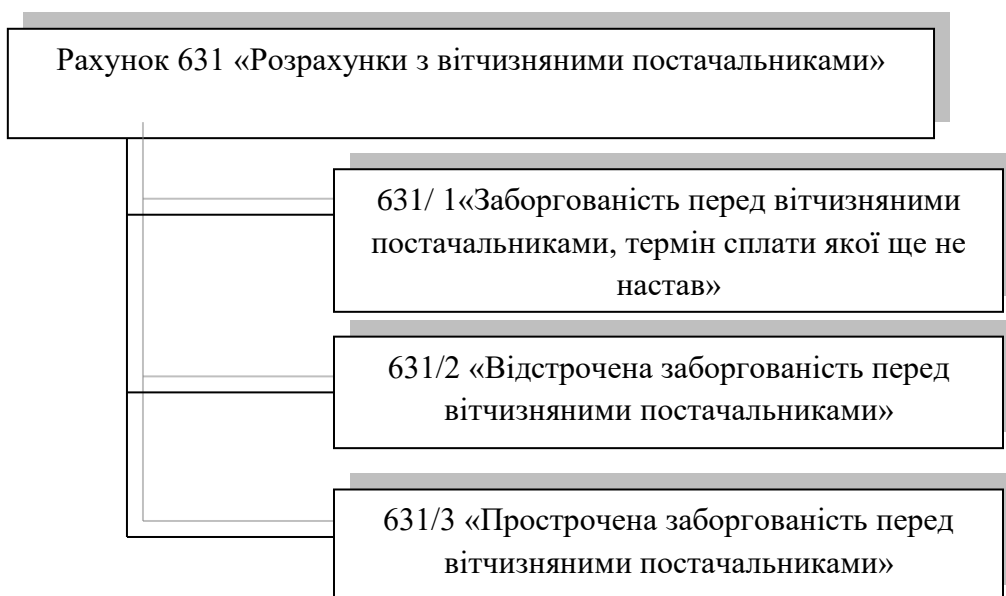 Рахунок 631 «Розрахунки з вітчизняними постачальниками»
631/ 1«Заборгованість перед вітчизняними
постачальниками, термін сплати якої ще не
настав»
631/2 «Відстрочена заборгованість перед
вітчизняними постачальниками»
631/3 «Прострочена заборгованість перед
вітчизняними постачальниками»